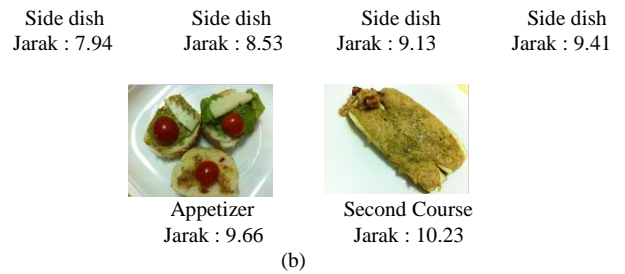 Side dish Side dish Side dish Side dish
Jarak : 7.94 Jarak : 8.53 Jarak : 9.13 Jarak : 9.41
Appetizer Second Course
Jarak : 9.66 Jarak : 10.23
(b)